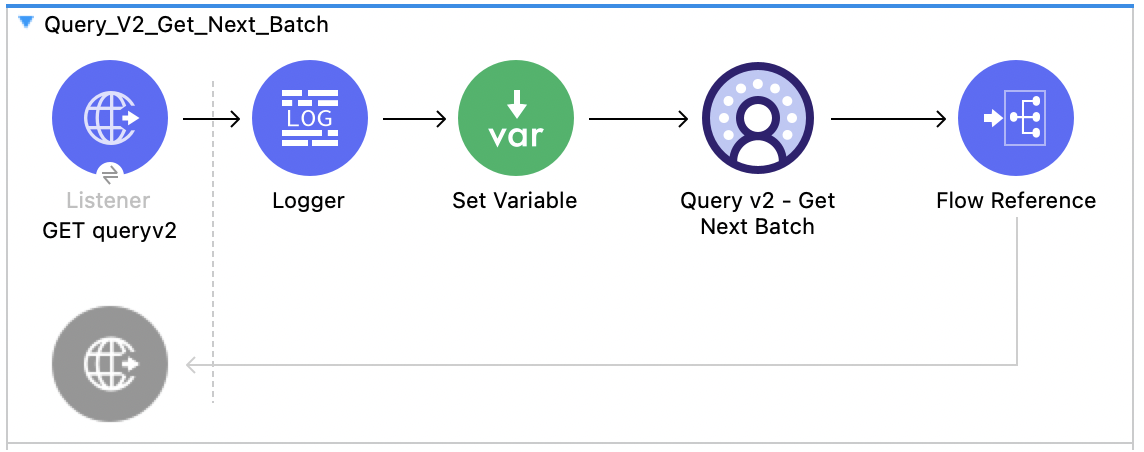 Query_V2_Get_Next_Batch
LOG
var
Listener
GET queryv2
Logger
Set Variable
Query v2 - Get
Next Batch
Flow Reference